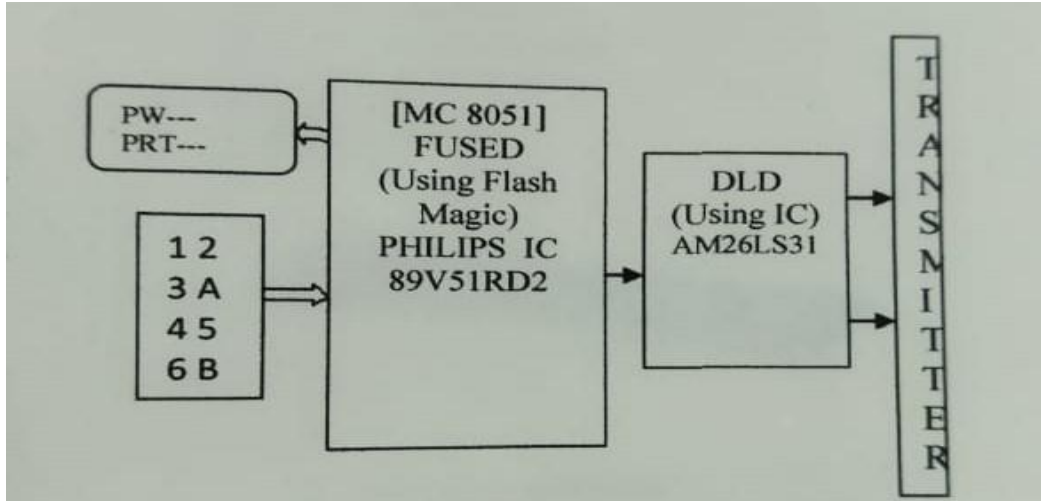 PW---
PRT---
1 2
3 A
4 5
6 B
[MC 8051]
FUSED
(Using Flash
Magic)
PHILIPS IC
89V51RD2
DLD
(Using IC)
AM26LS31
T
R
A
N
S
M
I
T
T
E
R